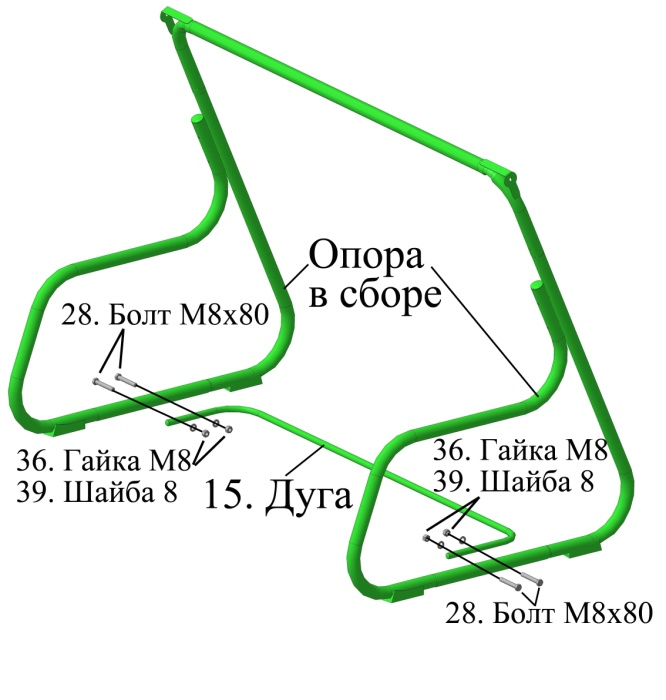 Опора
в сборе
28. Болт М8х80
36. Гайка М8
39. Шайба 8
15. Дуга
36. Гайка М8
39. Шайба 8
28. Болт М8х80